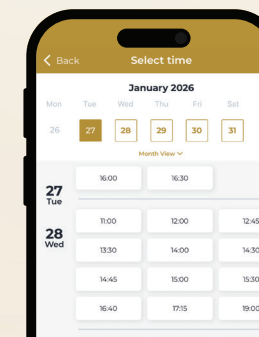 Back Select time
January 2026
Mon Tue Wed Thu Fri Sat
26 27 28 29 30 31
Month View
27
Tue
16:00 16:30
28
Wed
11:00 12:00 12:45
13:30 14:00 14:30
14:45 15:00 15:30
16:40 17:15 19:00